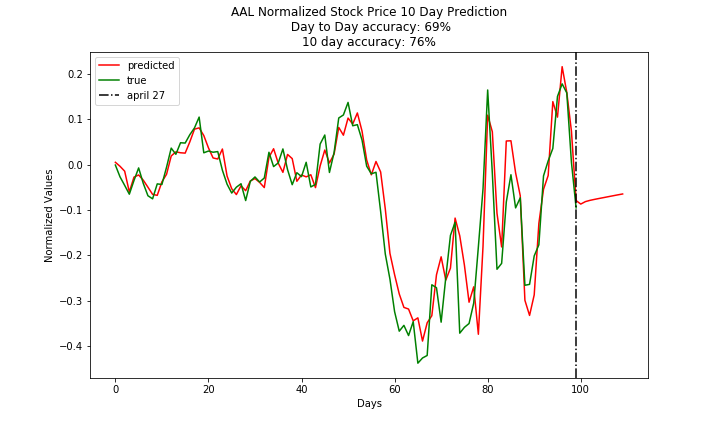 AAL Normalized Stock Price 10 Day Prediction
Day to Day accuracy: 69%
10 day accuracy: 76%
predicted
true
april 27
Normalized Values
0.2
0.1
0.0
−0.1
−0.2
−0.3
−0.4
0 20 40 60 80 100
Days